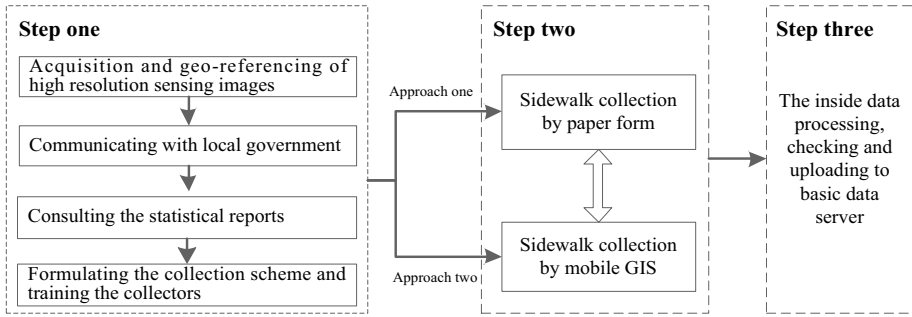 Step one
Acquisition and geo-referencing of
high resolution sensing images
Communicating with local government
Consulting the statistical reports
Formulating the collection scheme and
training the collectors
Approach one
Approach two
Step two
Sidewalk collection
by paper form
Sidewalk collection
by mobile GIS
Step three
The inside data
processing,
checking and
uploading to
basic data
server